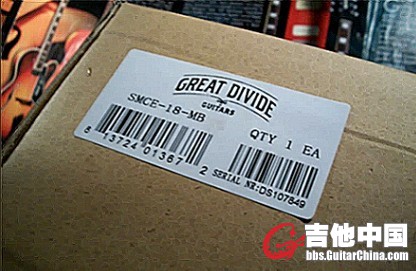 GREAT DIVIDE
GUITARS
SMCE-18-MB
QTY 1 EA
8 13724 01367 2
SERIAL NR:DS107649
吉他中国
bbs.GuitarChina.com